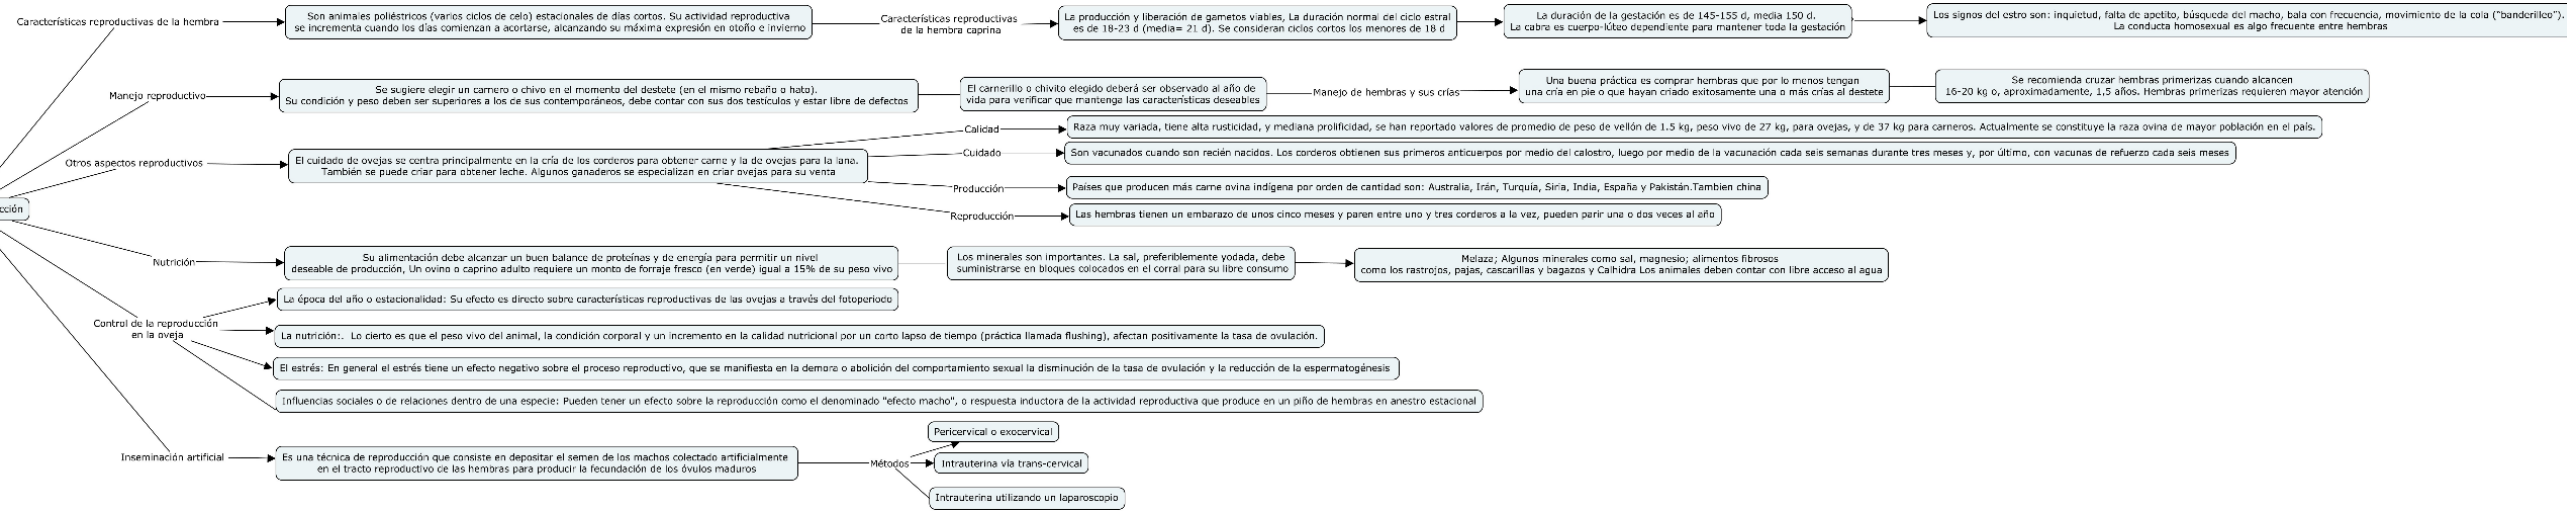 Características reproductivas de la hembra
Son animales poliéstricos (varios ciclos de celo) estacionales de días cortos. Su actividad reproductiva
se incrementa cuando los días comienzan a acortarse, alcanzando su máxima expresión en otoño e invierno
Características reproductivas
de la hembra caprina
La producción y liberación de gametos viables, La duración normal del ciclo estral
es de 18-23 d (media= 21 d). Se consideran ciclos cortos los menores de 18 d
La duración de la gestación es de 145-155 d, media 150 d.
La cabra es cuerpo-lúteo dependiente para mantener toda la gestación
Los signos del estro son: inquietud, falta de apetito, búsqueda del macho, bala con frecuencia, movimiento de la cola ("banderilleo").
La conducta homosexual es algo frecuente entre hembras
Manejo reproductivo
Se sugiere elegir un carnero o chivo en el momento del destete (en el mismo rebaño o hato).
Su condición y peso deben ser superiores a los de sus contemporáneos, debe contar con sus dos testículos y estar libre de defectos
El carnerillo o chivito elegido deberá ser observado al año de
vida para verificar que mantenga las características deseables
Manejo de hembras y sus crías
Una buena práctica es comprar hembras que por lo menos tengan
una cría en pie o que hayan criado exitosamente una o más crías al destete
Se recomienda cruzar hembras primerizas cuando alcancen
16-20 kg o, aproximadamente, 1,5 años. Hembras primerizas requieren mayor atención
Otros aspectos reproductivos
El cuidado de ovejas se centra principalmente en la cría de los corderos para obtener carne y la de ovejas para la lana.
También se puede criar para obtener leche. Algunos ganaderos se especializan en criar ovejas para su venta
Calidad
Raza muy variada, tiene alta rusticidad, y mediana prolificidad, se han reportado valores de promedio de peso de vellón de 1.5 kg, peso vivo de 27 kg, para ovejas, y de 37 kg para carneros. Actualmente se constituye la raza ovina de mayor población en el país.
Cuidado
Son vacunados cuando son recién nacidos. Los corderos obtienen sus primeros anticuerpos por medio del calostro, luego por medio de la vacunación cada seis semanas durante tres meses y, por último, con vacunas de refuerzo cada seis meses
Producción
Países que producen más carne ovina indígena por orden de cantidad son: Australia, Irán, Turquía, Siria, India, España y Pakistán.Tambien china
Reproducción
Las hembras tienen un embarazo de unos cinco meses y paren entre uno y tres corderos a la vez, pueden parir una o dos veces al año
cción
Nutrición
Su alimentación debe alcanzar un buen balance de proteínas y de energía para permitir un nivel
deseable de producción, Un ovino o caprino adulto requiere un monto de forraje fresco (en verde) igual a 15% de su peso vivo
Los minerales son importantes. La sal, preferiblemente yodada, debe
suministrarse en bloques colocados en el corral para su libre consumo
Melaza; Algunos minerales como sal, magnesio; alimentos fibrosos
como los rastrojos, pajas, cascarillas y bagazos y Calhidra Los animales deben contar con libre acceso al agua
Control de la reproducción
en la oveja
La época del año o estacionalidad: Su efecto es directo sobre características reproductivas de las ovejas a través del fotoperiodo
La nutrición:. Lo cierto es que el peso vivo del animal, la condición corporal y un incremento en la calidad nutricional por un corto lapso de tiempo (práctica llamada flushing), afectan positivamente la tasa de ovulación.
El estrés: En general el estrés tiene un efecto negativo sobre el proceso reproductivo, que se manifiesta en la demora o abolición del comportamiento sexual la disminución de la tasa de ovulación y la reducción de la espermatogénesis
Influencias sociales o de relaciones dentro de una especie: Pueden tener un efecto sobre la reproducción como el denominado "efecto macho", o respuesta inductora de la actividad reproductiva que produce en un piño de hembras en anestro estacional
Inseminación artificial
Es una técnica de reproducción que consiste en depositar el semen de los machos colectado artificialmente
en el tracto reproductivo de las hembras para producir la fecundación de los óvulos maduros
Métodos
Pericervical o exocervical
Intrauterina vía trans-cervical
Intrauterina utilizando un laparoscopio